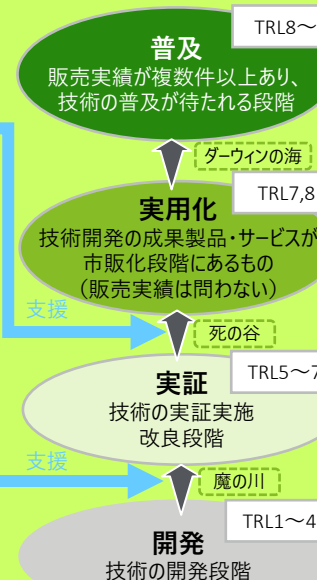 TRL8～
普及
販売実績が複数件以上あり、
技術の普及が待たれる段階
ダーウィンの海
TRL7,8
実用化
技術開発の成果製品・サービスが
市販化段階にあるもの
（販売実績は問わない）
支援
死の谷
TRL5～7
実証
技術の実証実施
改良段階
支援
魔の川
TRL1～4
開発
技術の開発段階